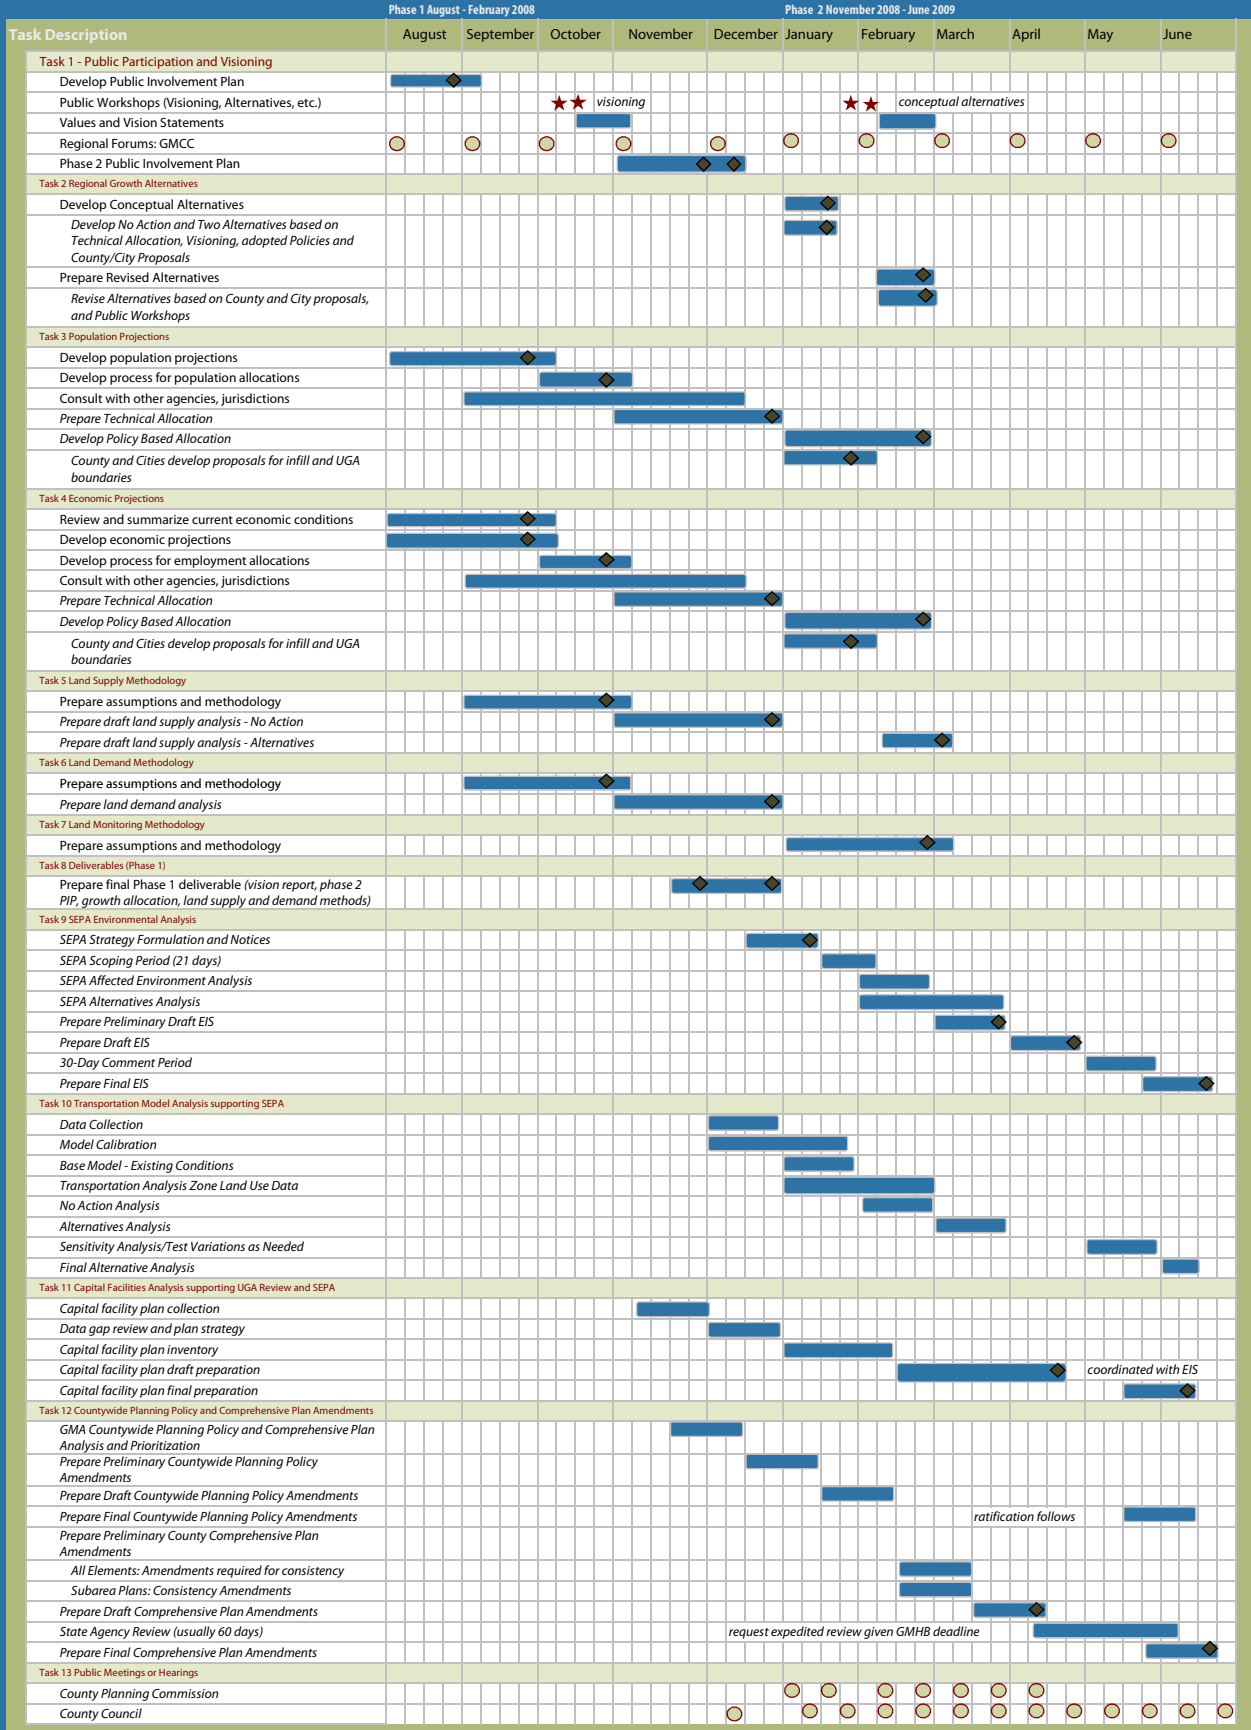 Phase 1 August - February 2008
Phase 2 November 2008 - June 2009
Task Description
August September October November December January February March April May June
Task 1 - Public Participation and Visioning
Develop Public Involvement Plan
Public Workshops (Visioning, Alternatives, etc.) visioning conceptual alternatives
Values and Vision Statements
Regional Forums: GMCC
Phase 2 Public Involvement Plan
Task 2 Regional Growth Alternatives
Develop Conceptual Alternatives
Develop No Action and Two Alternatives based on
Technical Allocation, Visioning, adopted Policies and
County/City Proposals
Prepare Revised Alternatives
Revise Alternatives based on County and City proposals,
and Public Workshops
Task 3 Population Projections
Develop population projections
Develop process for population allocations
Consult with other agencies, jurisdictions
Prepare Technical Allocation
Develop Policy Based Allocation
County and Cities develop proposals for infill and UGA
boundaries
Task 4 Economic Projections
Review and summarize current economic conditions
Develop economic projections
Develop process for employment allocations
Consult with other agencies, jurisdictions
Prepare Technical Allocation
Develop Policy Based Allocation
County and Cities develop proposals for infill and UGA
boundaries
Task 5 Land Supply Methodology
Prepare assumptions and methodology
Prepare draft land supply analysis - No Action
Prepare draft land supply analysis - Alternatives
Task 6 Land Demand Methodology
Prepare assumptions and methodology
Prepare land demand analysis
Task 7 Land Monitoring Methodology
Prepare assumptions and methodology
Task 8 Deliverables (Phase 1)
Prepare final Phase 1 deliverable (vision report, phase 2
PIP, growth allocation, land supply and demand methods)
Task 9 SEPA Environmental Analysis
SEPA Strategy Formulation and Notices
SEPA Scoping Period (21 days)
SEPA Affected Environment Analysis
SEPA Alternatives Analysis
Prepare Preliminary Draft EIS
Prepare Draft EIS
30-Day Comment Period
Prepare Final EIS
Task 10 Transportation Model Analysis supporting SEPA
Data Collection
Model Calibration
Base Model - Existing Conditions
Transportation Analysis Zone Land Use Data
No Action Analysis
Alternatives Analysis
Sensitivity Analysis/Test Variations as Needed
Final Alternative Analysis
Task 11 Capital Facilities Analysis supporting UGA Review and SEPA
Capital facility plan collection
Data gap review and plan strategy
Capital facility plan inventory
Capital facility plan draft preparation coordinated with EIS
Capital facility plan final preparation
Task 12 Countywide Planning Policy and Comprehensive Plan Amendments
GMA Countywide Planning Policy and Comprehensive Plan
Analysis and Prioritization
Prepare Preliminary Countywide Planning Policy
Amendments
Prepare Draft Countywide Planning Policy Amendments
Prepare Final Countywide Planning Policy Amendments ratification follows
Prepare Preliminary County Comprehensive Plan
Amendments
All Elements: Amendments required for consistency
Subarea Plans: Consistency Amendments
Prepare Draft Comprehensive Plan Amendments
State Agency Review (usually 60 days) request expedited review given GMHB deadline
Prepare Final Comprehensive Plan Amendments
Task 13 Public Meetings or Hearings
County Planning Commission
County Council